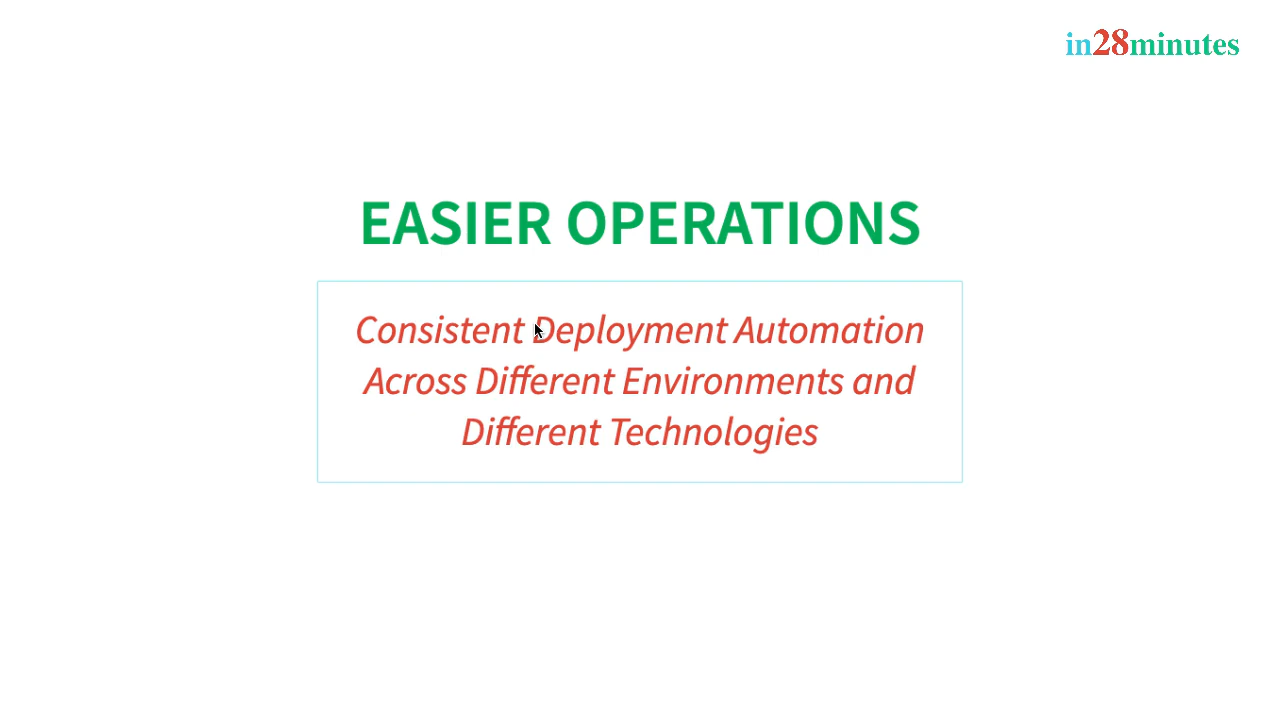 in28minutes
EASIER OPERATIONS
Consistent Deployment Automation
Across Different Environments and
Different Technologies